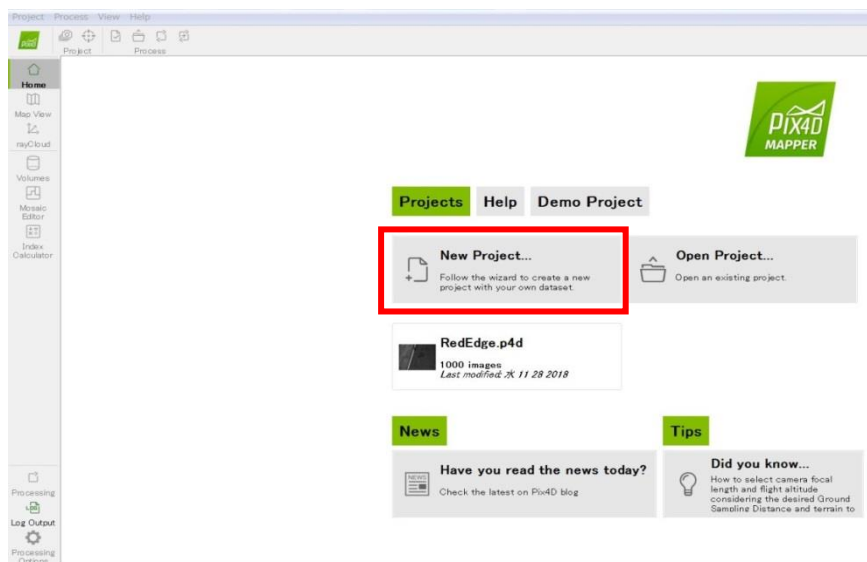 Project Process View Help
Project Process
Home
Map View
rayCloud
Volumes
Mosaic
Editor
Index
Calculator
Processing
Log Output
Processing
Options
PIX4D
MAPPER
Projects Help Demo Project
New Project...
Follow the wizard to create a new
project with your own dataset.
Open Project...
Open an existing project.
RedEdge.p4d
1000 images
Last modified: 水 11 28 2018
News
Have you read the news today?
NEWS
Check the latest on Pix4D blog
Tips
Did you know...
How to select camera focal
length and flight altitude
considering the desired Ground
Sampling Distance and terrain to